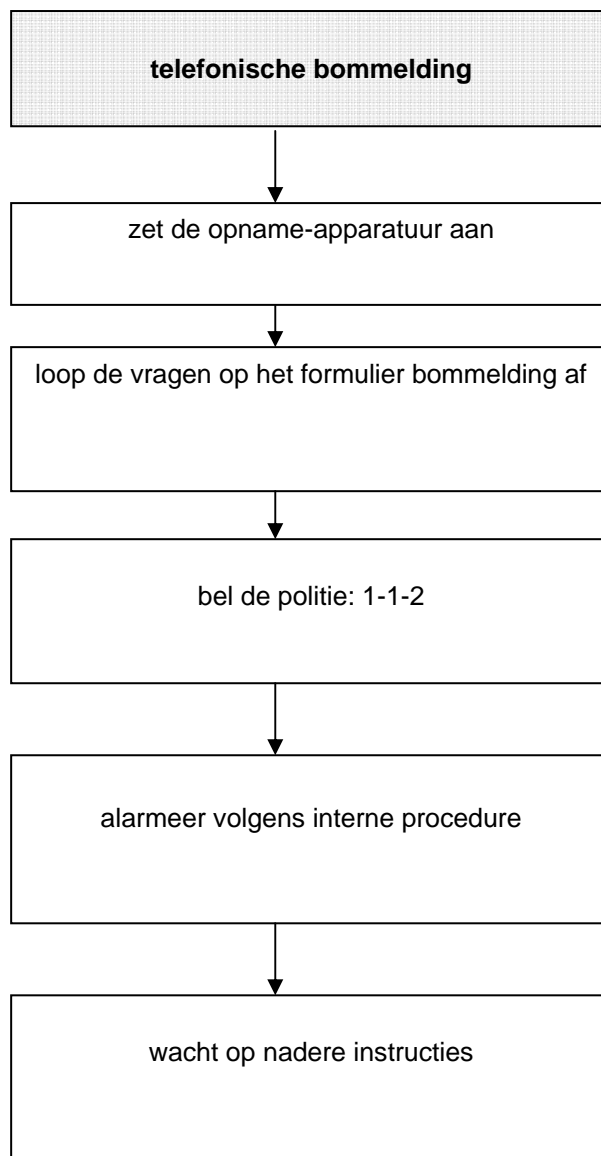 telefonische bommelding
zet de opname-apparatuur aan
loop de vragen op het formulier bommelding af
bel de politie: 1-1-2
alarmeer volgens interne procedure
wacht op nadere instructies